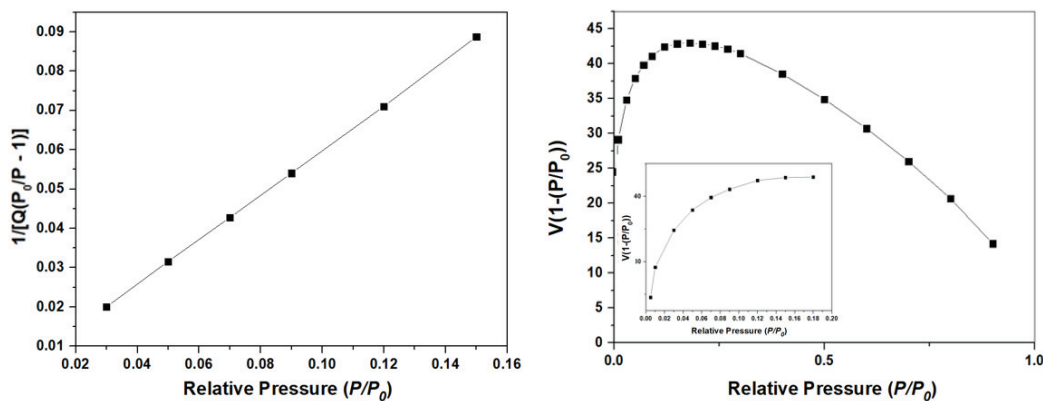 0.09
0.08
0.07
0.06
0.05
0.04
0.03
0.02
0.01
1/[Q(P0/P - 1)]
0.02 0.04 0.06 0.08 0.10 0.12 0.14 0.16
Relative Pressure (P/P0)
45
40
35
30
25
20
15
10
5
0
V(1-(P/P0))
0.0 0.5 1.0
Relative Pressure (P/P0)
40
30
V(1-(P/P0))
0.00 0.02 0.04 0.06 0.08 0.10 0.12 0.14 0.16 0.18 0.20
Relative Pressure (P/P0)